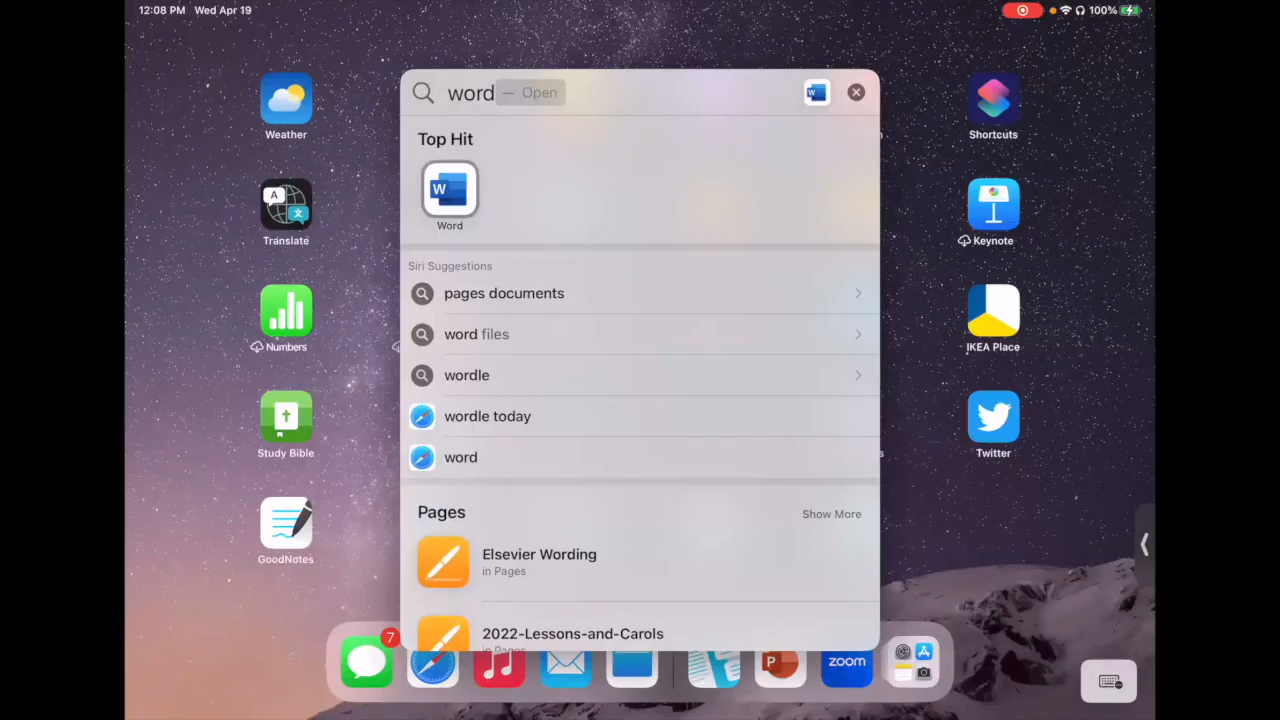 12:08 PM Wed Apr 19
100%
word — Open
Top Hit
Word
Siri Suggestions
pages documents
word files
wordle
wordle today
word
Pages
Show More
Elsevier Wording
in Pages
2022-Lessons-and-Carols
in Pages
Weather
Translate
Numbers
Study Bible
GoodNotes
Shortcuts
Keynote
IKEA Place
Twitter
7
zoom